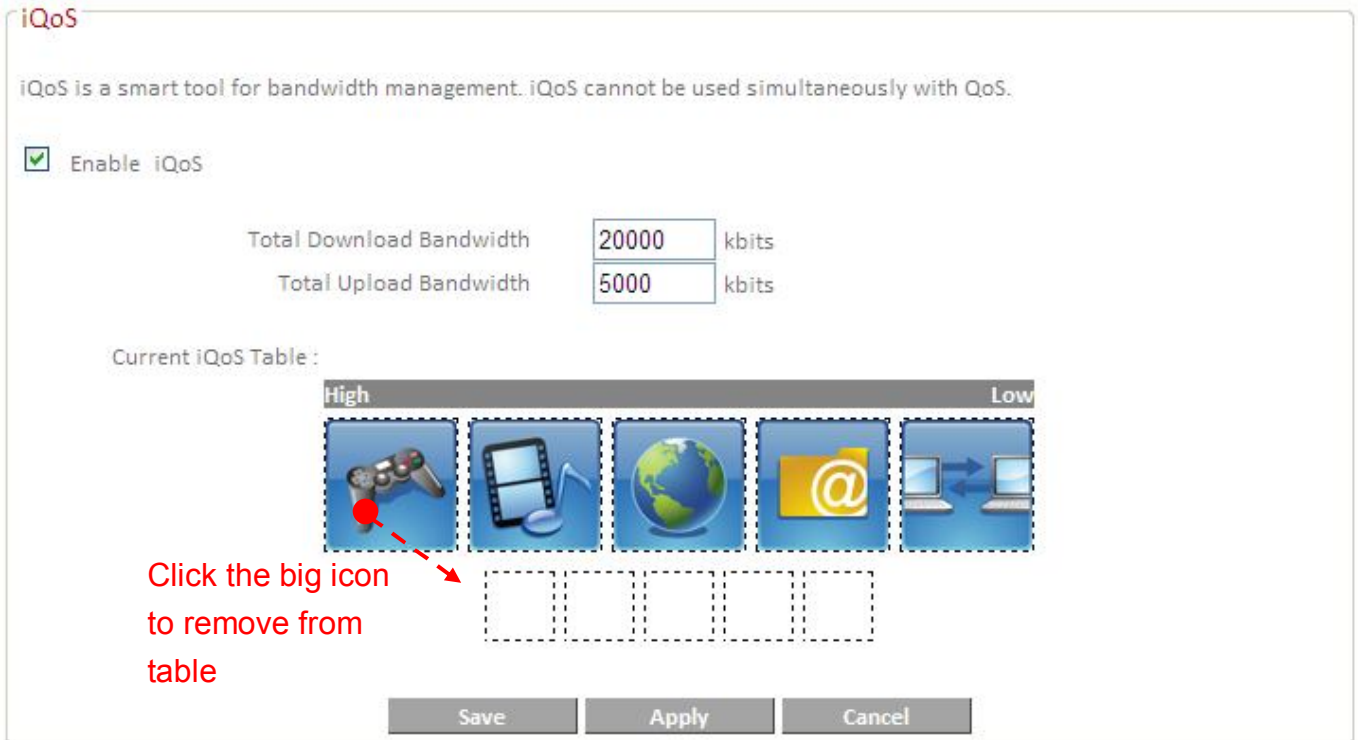 iQoS
iQoS is a smart tool for bandwidth management. iQoS cannot be used simultaneously with QoS.
Enable iQoS
Total Download Bandwidth 20000 kbits
Total Upload Bandwidth 5000 kbits
Current iQoS Table :
High Low
@
Click the big icon
to remove from
table
Save Apply Cancel